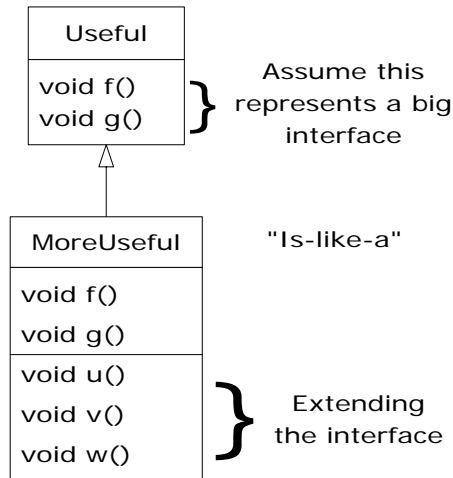 Useful
void f()
void g()
Assume this
represents a big
interface
MoreUseful
"Is-like-a"
void f()
void g()
void u()
void v()
void w()
Extending
the interface